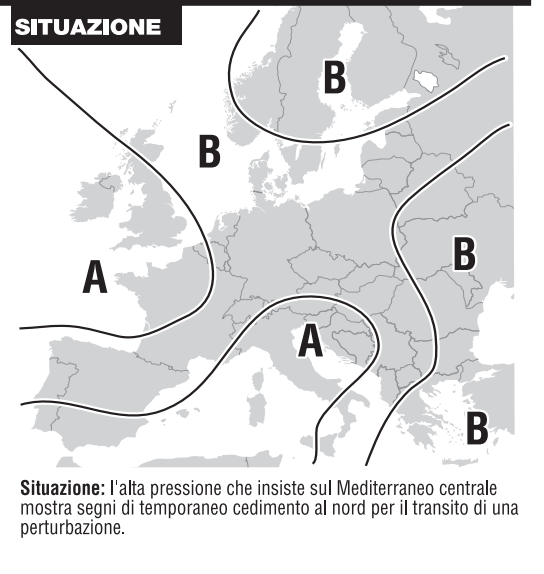 SITUAZIONE
B
B
A
B
A
B
Situazione: l'alta pressione che insiste sul Mediterraneo centrale
mostra segni di temporaneo cedimento al nord per il transito di una
perturbazione.